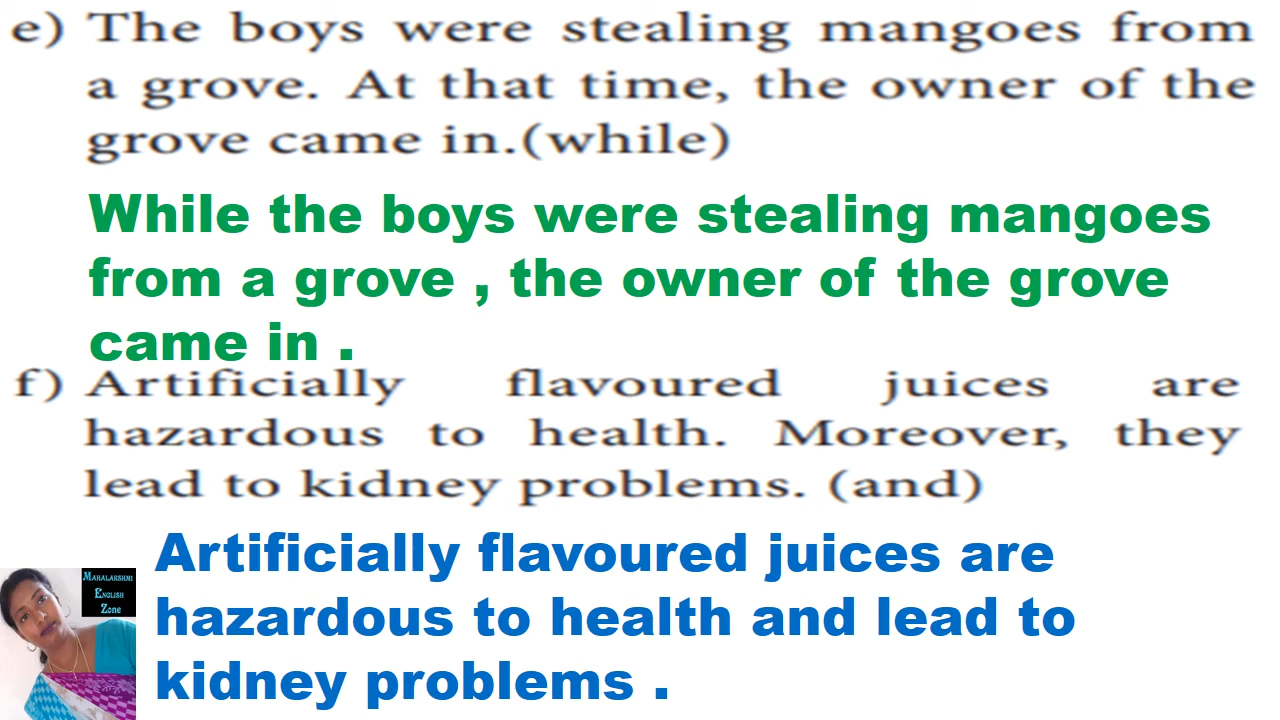 e) The boys were stealing mangoes from
a grove. At that time, the owner of the
grove came in.(while)
While the boys were stealing mangoes
from a grove , the owner of the grove
came in .
f) Artificially flavoured juices are
hazardous to health. Moreover, they
lead to kidney problems. (and)
Artificially flavoured juices are
hazardous to health and lead to
kidney problems .
Mahalakshmi
English
Zone